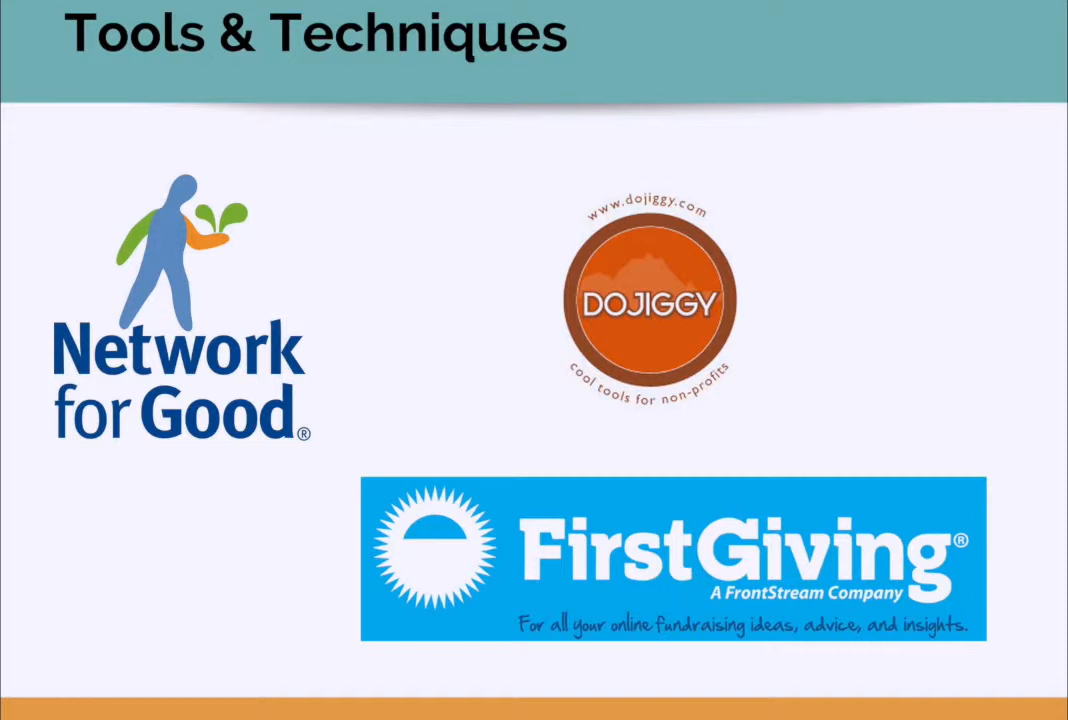 Tools & Techniques
Network
for Good®
www.dojiggy.com
DOJIGGY
cool tools for non-profits
FirstGiving®
A FrontStream Company
For all your online fundraising ideas, advice, and insights.